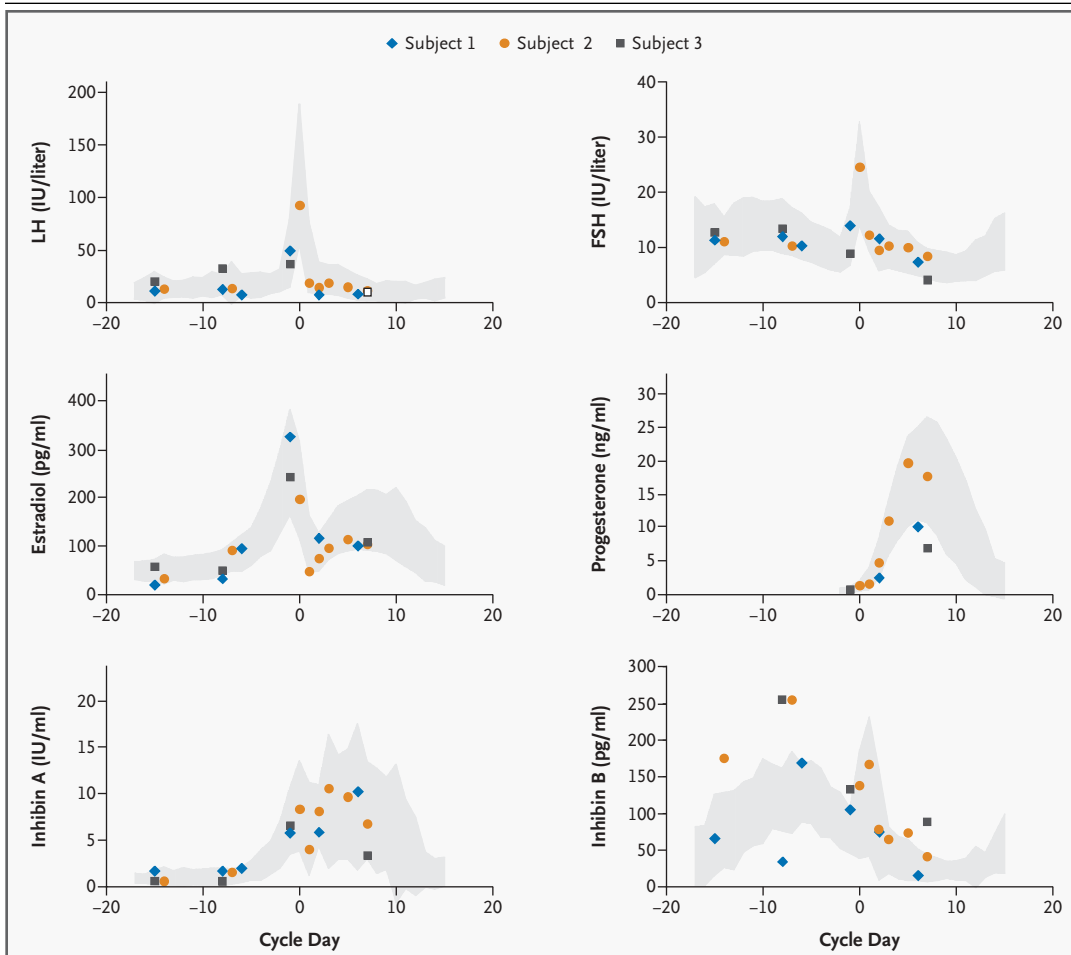 Subject 1 Subject 2 Subject 3
LH (IU/liter)
200
150
100
50
0
−20 −10 0 10 20
FSH (IU/liter)
40
30
20
10
0
−20 −10 0 10 20
Estradiol (pg/ml)
400
300
200
100
0
−20 −10 0 10 20
Progesterone (ng/ml)
30
25
20
15
10
5
0
−20 −10 0 10 20
Inhibin A (IU/ml)
20
15
10
5
0
−20 −10 0 10 20
Cycle Day
Inhibin B (pg/ml)
300
250
200
150
100
50
0
−20 −10 0 10 20
Cycle Day